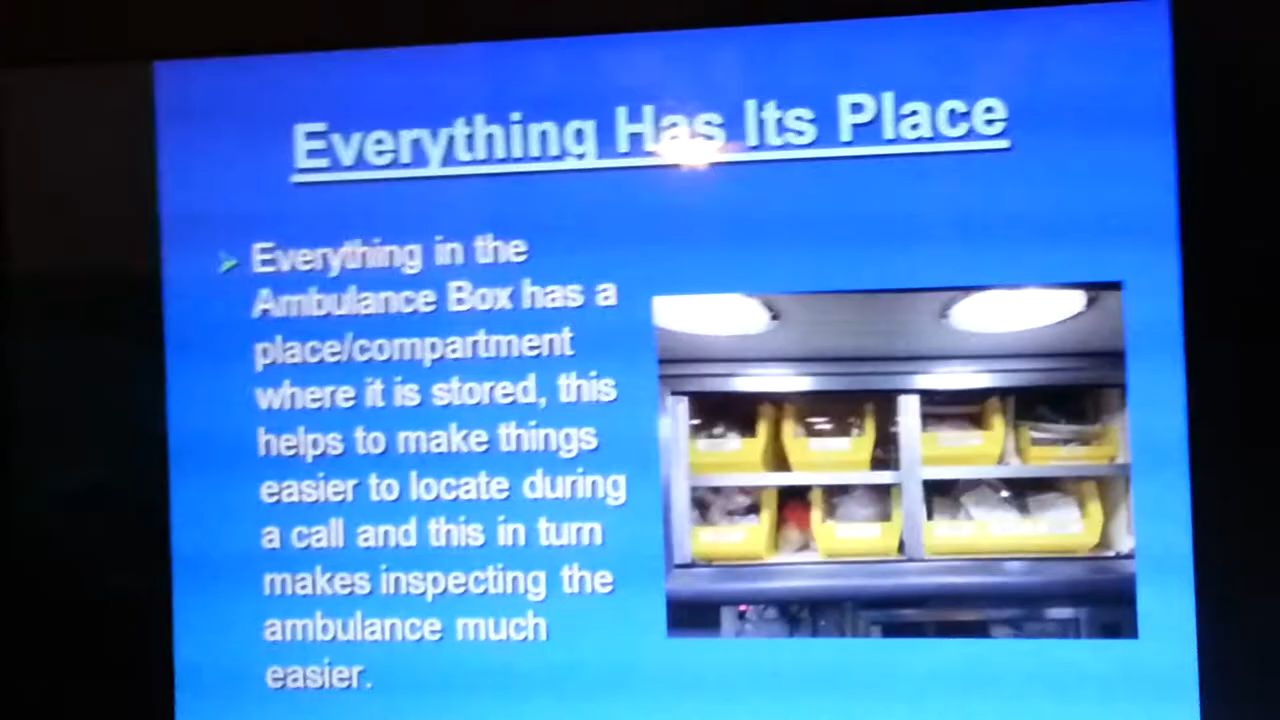 Everything Has Its Place
Everything in the
Ambulance Box has a
place/compartment
where it is stored, this
helps to make things
easier to locate during
a call and this in turn
makes inspecting the
ambulance much
easier.